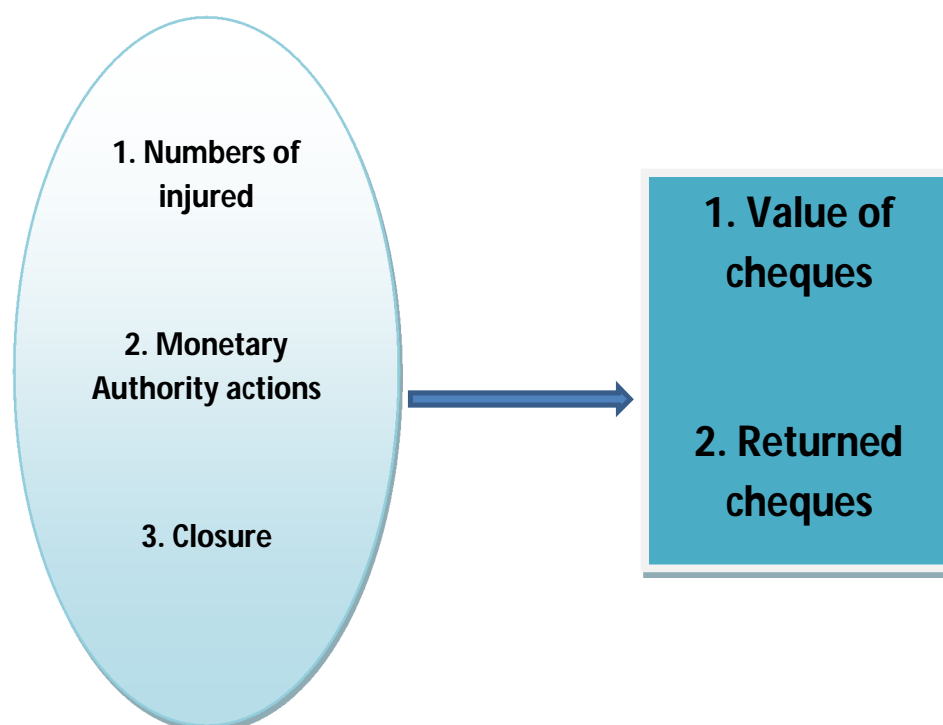 1. Numbers of
injured
2. Monetary
Authority actions
3. Closure
1. Value of
cheques
2. Returned
cheques